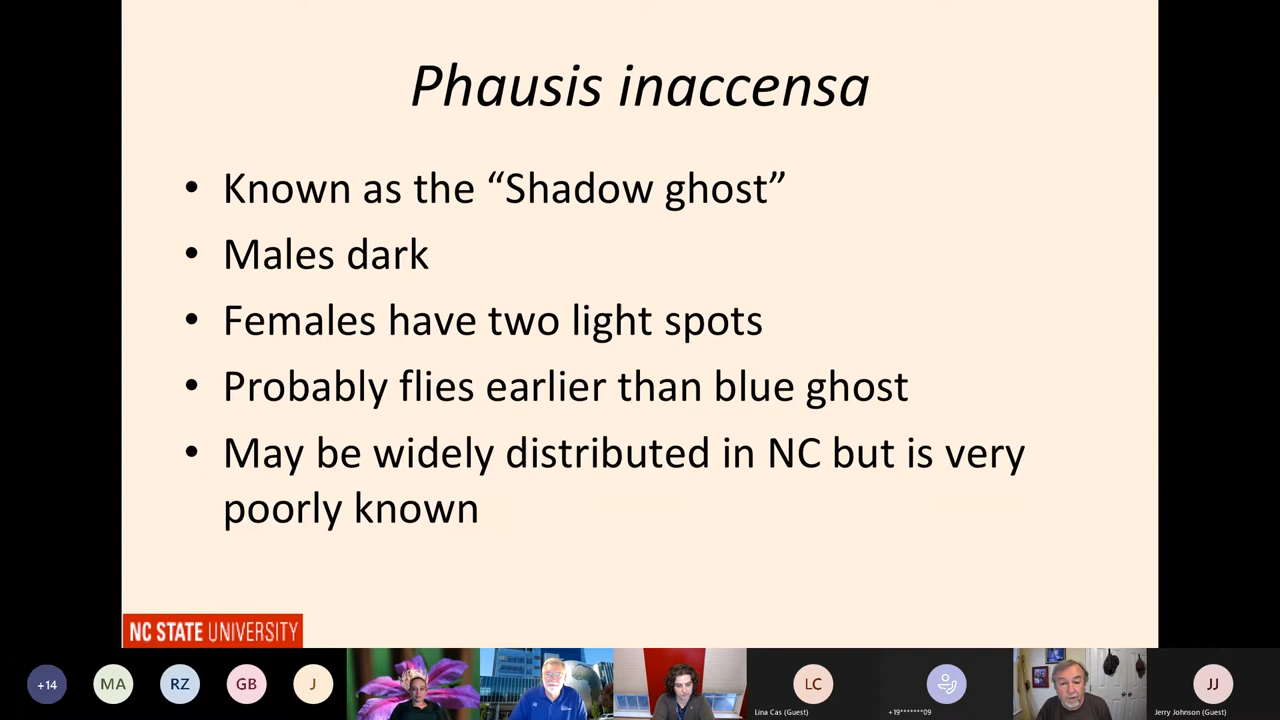 Phausis inaccensa
• Known as the “Shadow ghost”
• Males dark
• Females have two light spots
• Probably flies earlier than blue ghost
• May be widely distributed in NC but is very
poorly known
NC STATE UNIVERSITY
+14
MA
RZ
GB
J
LC
Lina Cas (Guest)
+19*******09
JJ
Jerry Johnson (Guest)